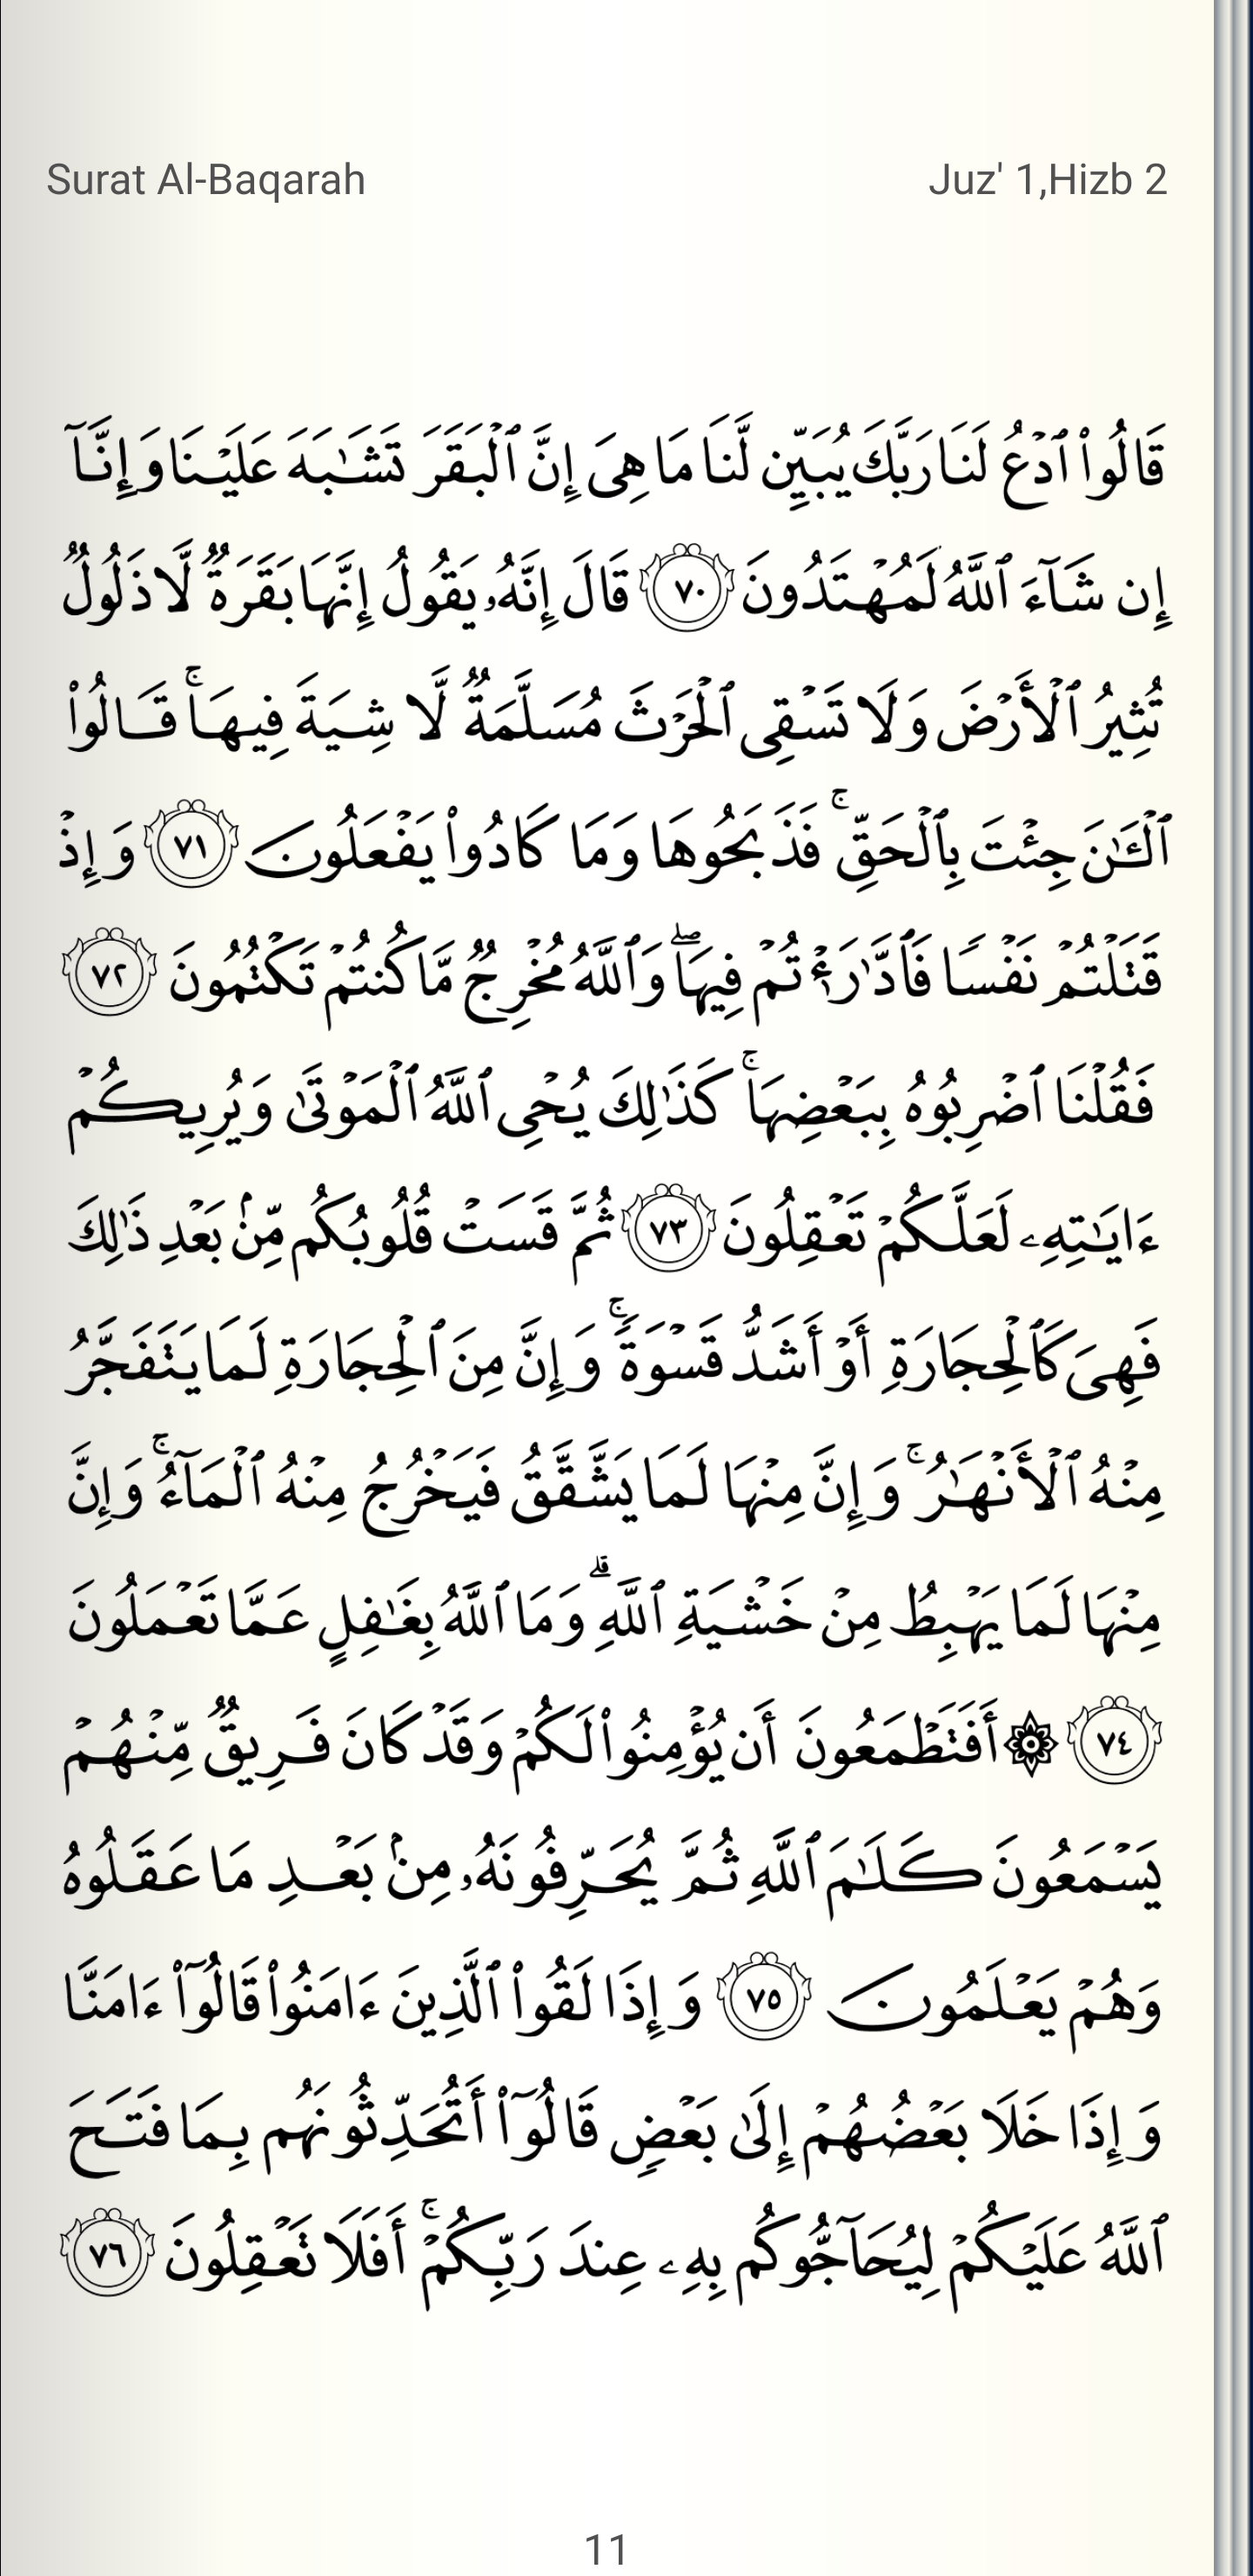 Surat Al-Baqarah
Juz' 1,Hizb 2
قَالُوا۟ ٱدْعُ لَنَا رَبَّكَ يُبَيِّن لَّنَا مَا هِىَ إِنَّ ٱلْبَقَرَ تَشَـٰبَهَ عَلَيْنَا وَإِنَّآ
إِن شَآءَ ٱللَّهُ لَمُهْتَدُونَ ٧٠ قَالَ إِنَّهُۥ يَقُولُ إِنَّهَا بَقَرَةٌ لَّا ذَلُولٌ
تُثِيرُ ٱلْأَرْضَ وَلَا تَسْقِى ٱلْحَرْثَ مُسَلَّمَةٌ لَّا شِيَةَ فِيهَا ۚ قَالُوا۟
ٱلْـَٔـٰنَ جِئْتَ بِٱلْحَقِّ ۚ فَذَبَحُوهَا وَمَا كَادُوا۟ يَفْعَلُونَ ٧١ وَإِذْ
قَتَلْتُمْ نَفْسًا فَٱدَّٰرَْٰٔتُمْ فِيهَا ۖ وَٱللَّهُ مُخْرِجٌ مَّا كُنتُمْ تَكْتُمُونَ ٧٢
فَقُلْنَا ٱضْرِبُوهُ بِبَعْضِهَا ۚ كَذَٰلِكَ يُحْىِ ٱللَّهُ ٱلْمَوْتَىٰ وَيُرِيكُمْ
ءَايَـٰتِهِۦ لَعَلَّكُمْ تَعْقِلُونَ ٧٣ ثُمَّ قَسَتْ قُلُوبُكُم مِّنۢ بَعْدِ ذَٰلِكَ
فَهِىَ كَٱلْحِجَارَةِ أَوْ أَشَدُّ قَسْوَةً ۚ وَإِنَّ مِنَ ٱلْحِجَارَةِ لَمَا يَتَفَجَّرُ
مِنْهُ ٱلْأَنْهَـٰرُ ۚ وَإِنَّ مِنْهَا لَمَا يَشَّقَّقُ فَيَخْرُجُ مِنْهُ ٱلْمَآءُ ۚ وَإِنَّ
مِنْهَا لَمَا يَهْبِطُ مِنْ خَشْيَةِ ٱللَّهِ ۗ وَمَا ٱللَّهُ بِغَـٰفِلٍ عَمَّا تَعْمَلُونَ
٧٤ ۞ أَفَتَطْمَعُونَ أَن يُؤْمِنُوا۟ لَكُمْ وَقَدْ كَانَ فَرِيقٌ مِّنْهُمْ
يَسْمَعُونَ كَلَـٰمَ ٱللَّهِ ثُمَّ يُحَرِّفُونَهُۥ مِنۢ بَعْدِ مَا عَقَلُوهُ
وَهُمْ يَعْلَمُونَ ٧٥ وَإِذَا لَقُوا۟ ٱلَّذِينَ ءَامَنُوا۟ قَالُوٓا۟ ءَامَنَّا
وَإِذَا خَلَا بَعْضُهُمْ إِلَىٰ بَعْضٍ قَالُوٓا۟ أَتُحَدِّثُونَهُم بِمَا فَتَحَ
ٱللَّهُ عَلَيْكُمْ لِيُحَآجُّوكُم بِهِۦ عِندَ رَبِّكُمْ ۚ أَفَلَا تَعْقِلُونَ ٧٦
11